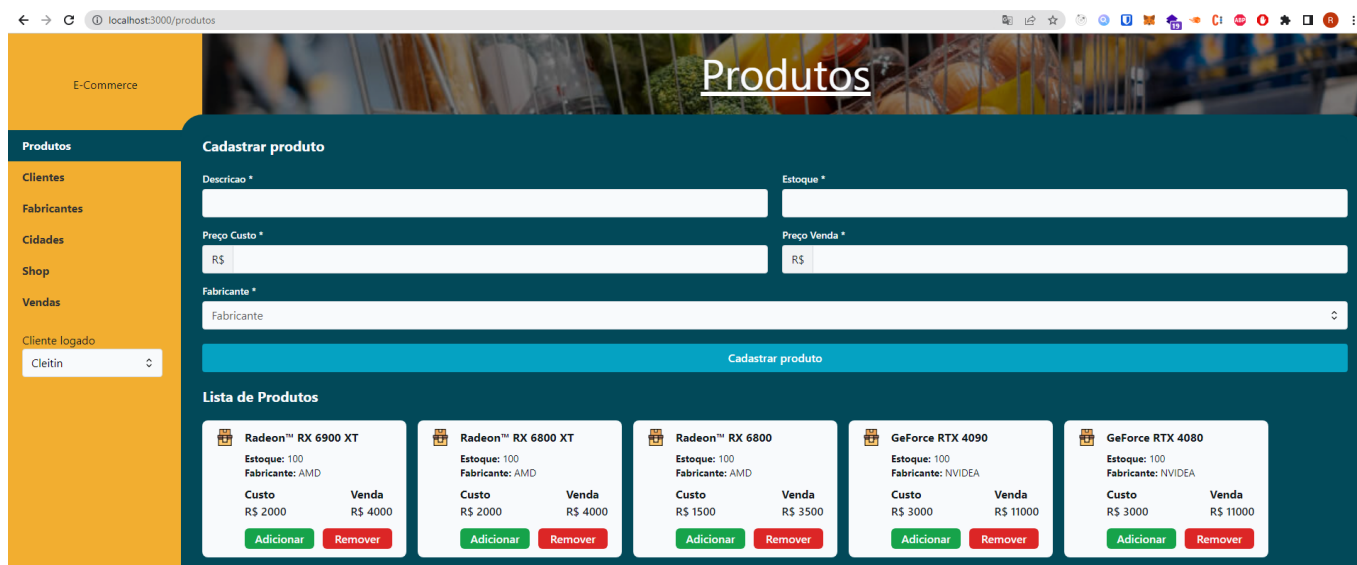 localhost:3000/produtos
19
ABP
R
E-Commerce
Produtos
Produtos
Clientes
Fabricantes
Cidades
Shop
Vendas
Cliente logado
Cleitin
Cadastrar produto
Descricao *
Estoque *
Preço Custo *
Preço Venda *
R$
R$
Fabricante *
Fabricante
Cadastrar produto
Lista de Produtos
Radeon™ RX 6900 XT
Estoque: 100
Fabricante: AMD
Custo Venda
R$ 2000 R$ 4000
Adicionar Remover
Radeon™ RX 6800 XT
Estoque: 100
Fabricante: AMD
Custo Venda
R$ 2000 R$ 4000
Adicionar Remover
Radeon™ RX 6800
Estoque: 100
Fabricante: AMD
Custo Venda
R$ 1500 R$ 3500
Adicionar Remover
GeForce RTX 4090
Estoque: 100
Fabricante: NVIDEA
Custo Venda
R$ 3000 R$ 11000
Adicionar Remover
GeForce RTX 4080
Estoque: 100
Fabricante: NVIDEA
Custo Venda
R$ 3000 R$ 11000
Adicionar Remover